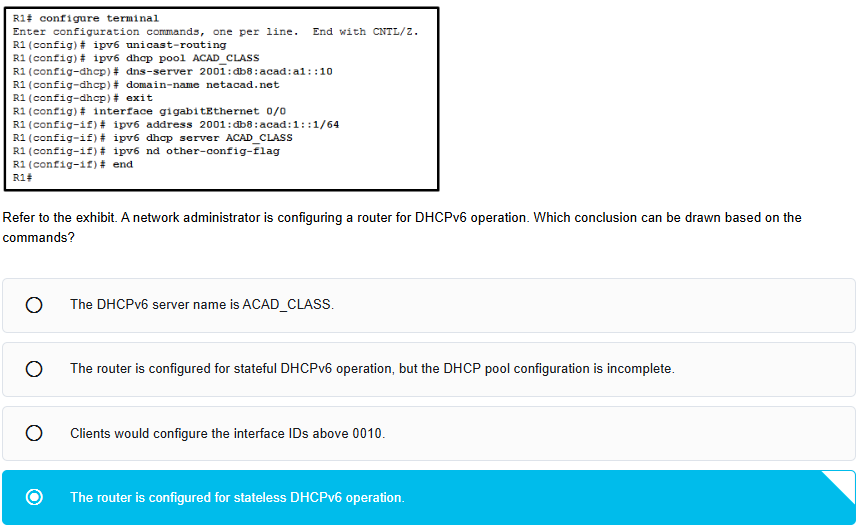 R1# configure terminal
Enter configuration commands, one per line.  End with CNTL/Z.
R1(config)# ipv6 unicast-routing
R1(config)# ipv6 dhcp pool ACAD_CLASS
R1(config-dhcp)# dns-server 2001:db8:acad:a1::10
R1(config-dhcp)# domain-name netacad.net
R1(config-dhcp)# exit
R1(config)# interface gigabitEthernet 0/0
R1(config-if)# ipv6 address 2001:db8:acad:1::1/64
R1(config-if)# ipv6 dhcp server ACAD_CLASS
R1(config-if)# ipv6 nd other-config-flag
R1(config-if)# end
R1#
Refer to the exhibit. A network administrator is configuring a router for DHCPv6 operation. Which conclusion can be drawn based on the
commands?
The DHCPv6 server name is ACAD_CLASS.
The router is configured for stateful DHCPv6 operation, but the DHCP pool configuration is incomplete.
Clients would configure the interface IDs above 0010.
The router is configured for stateless DHCPv6 operation.